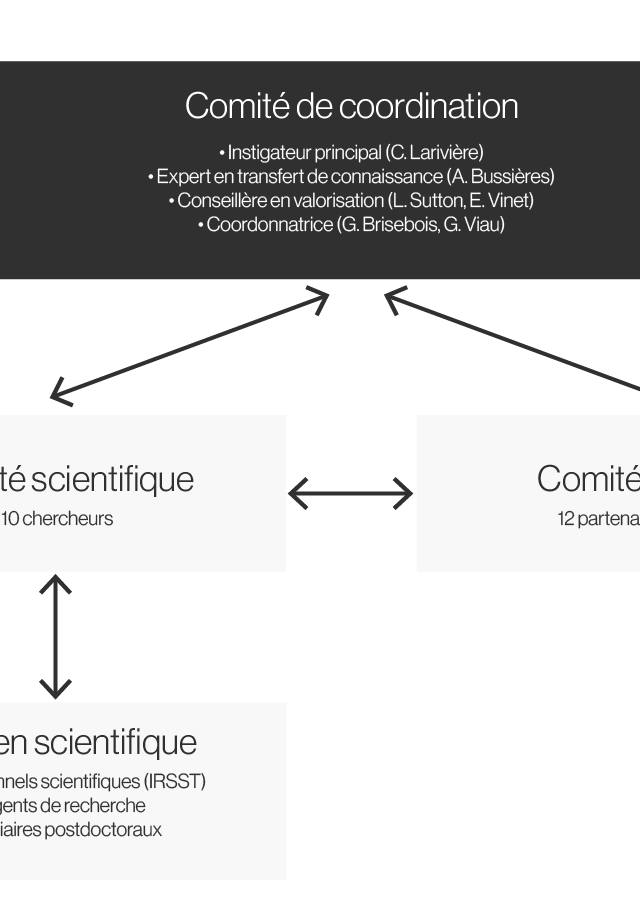 Comité de coordination
• Instigateur principal (C. Larivière)
• Expert en transfert de connaissance (A. Bussières)
• Conseillère en valorisation (L. Sutton, E. Vinet)
• Coordonnatrice (G. Brisebois, G. Viau)
té scientifique
10 chercheurs
Comité
12 partena
en scientifique
nnels scientifiques (IRSST)
gents de recherche
iaires postdoctoraux